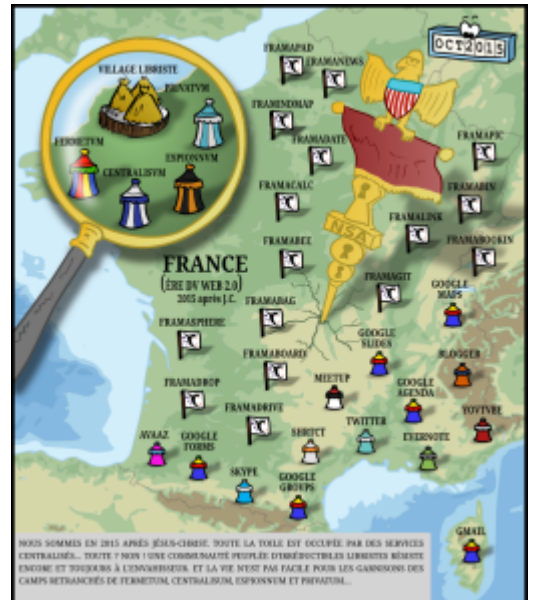 OCT2015
FRAMAPAD
FRAMANEWS
VILLAGE LIBRISTE
PRIVATVM
FERMETVM
ESPIONNVM
CENTRALISVM
FRAMINDMAP
FRAMADATE
FRAMAPIC
FRAMACALC
FRAMABIN
FRAMALINK
NSA
FRAMABEE
FRAMABOOKIN
FRANCE
(ÈRE DV WEB 2.0)
2015 après J.C.
FRAMAGIT
GOOGLE
MAPS
FRAMABAG
FRAMASPHERE
GOOGLE
SLIDES
FRAMABOARD
BLOGGER
MEETUP
GOOGLE
AGENDA
FRAMADROP
FRAMADRIVE
YOVTVBE
TWITTER
EVERNOTE
AVAAZ
GOOGLE
FORMS
SKYPE
GOOGLE
GROUPS
GMAIL
NOUS SOMMES EN 2015 APRÈS JÉSUS-CHRIST. TOUTE LA TOILE EST OCCUPÉE PAR DES SERVICES
CENTRALISÉS... TOUTE ? NON ! UNE COMMUNAUTÉ PEUPLÉE D'IRRÉDUCTIBLES LIBRISTES RÉSISTE
ENCORE ET TOUJOURS À L'ENVAHISSEUR. ET LA VIE N'EST PAS FACILE POUR LES GARNISONS DES
CAMPS RETRANCHÉS DE FERMETUM, CENTRALISUM, ESPIONNUM ET PRIVATUM...